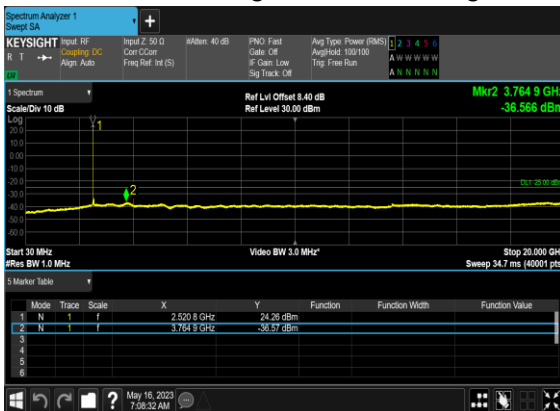 Spectrum Analyzer 1
Swept SA
KEYSIGHT
R T
LV
Input: RF
Coupling: DC
Align: Auto
Input Z: 50 Ω
Corr CCorr
Freq Ref: Int (S)
#Atten: 40 dB
PNO: Fast
Gate: Off
IF Gain: Low
Sig Track: Off
Avg Type: Power (RMS)
Avg|Hold: 100/100
Trig: Free Run
1 2 3 4 5 6
A W W W W W
A N N N N N
1 Spectrum
Scale/Div 10 dB
Ref Lvl Offset 8.40 dB
Ref Level 30.00 dBm
Mkr2 3.764 9 GHz
-36.566 dBm
Log
20.0
10.0
0.00
-10.0
-20.0
-30.0
-40.0
-50.0
-60.0
1
2
Start 30 MHz
#Res BW 1.0 MHz
Video BW 3.0 MHz*
Stop 20.000 GHz
Sweep 34.7 ms (40001 pts)
5 Marker Table
Mode Trace Scale X Y Function Function Width Function Value
1 N 1 f 2.520 8 GHz 24.26 dBm
2 N 1 f 3.764 9 GHz -36.57 dBm
3
4
5
6
?
May 16, 2023
7:08:32 AM